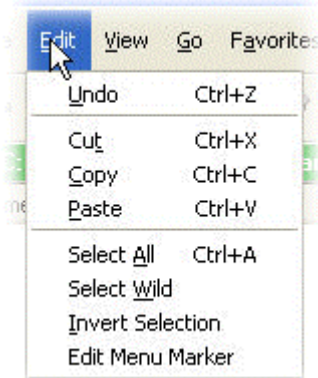 Edit View Go Favorites
Undo Ctrl+Z
Cut Ctrl+X
Copy Ctrl+C
Paste Ctrl+V
Select All Ctrl+A
Select Wild
Invert Selection
Edit Menu Marker